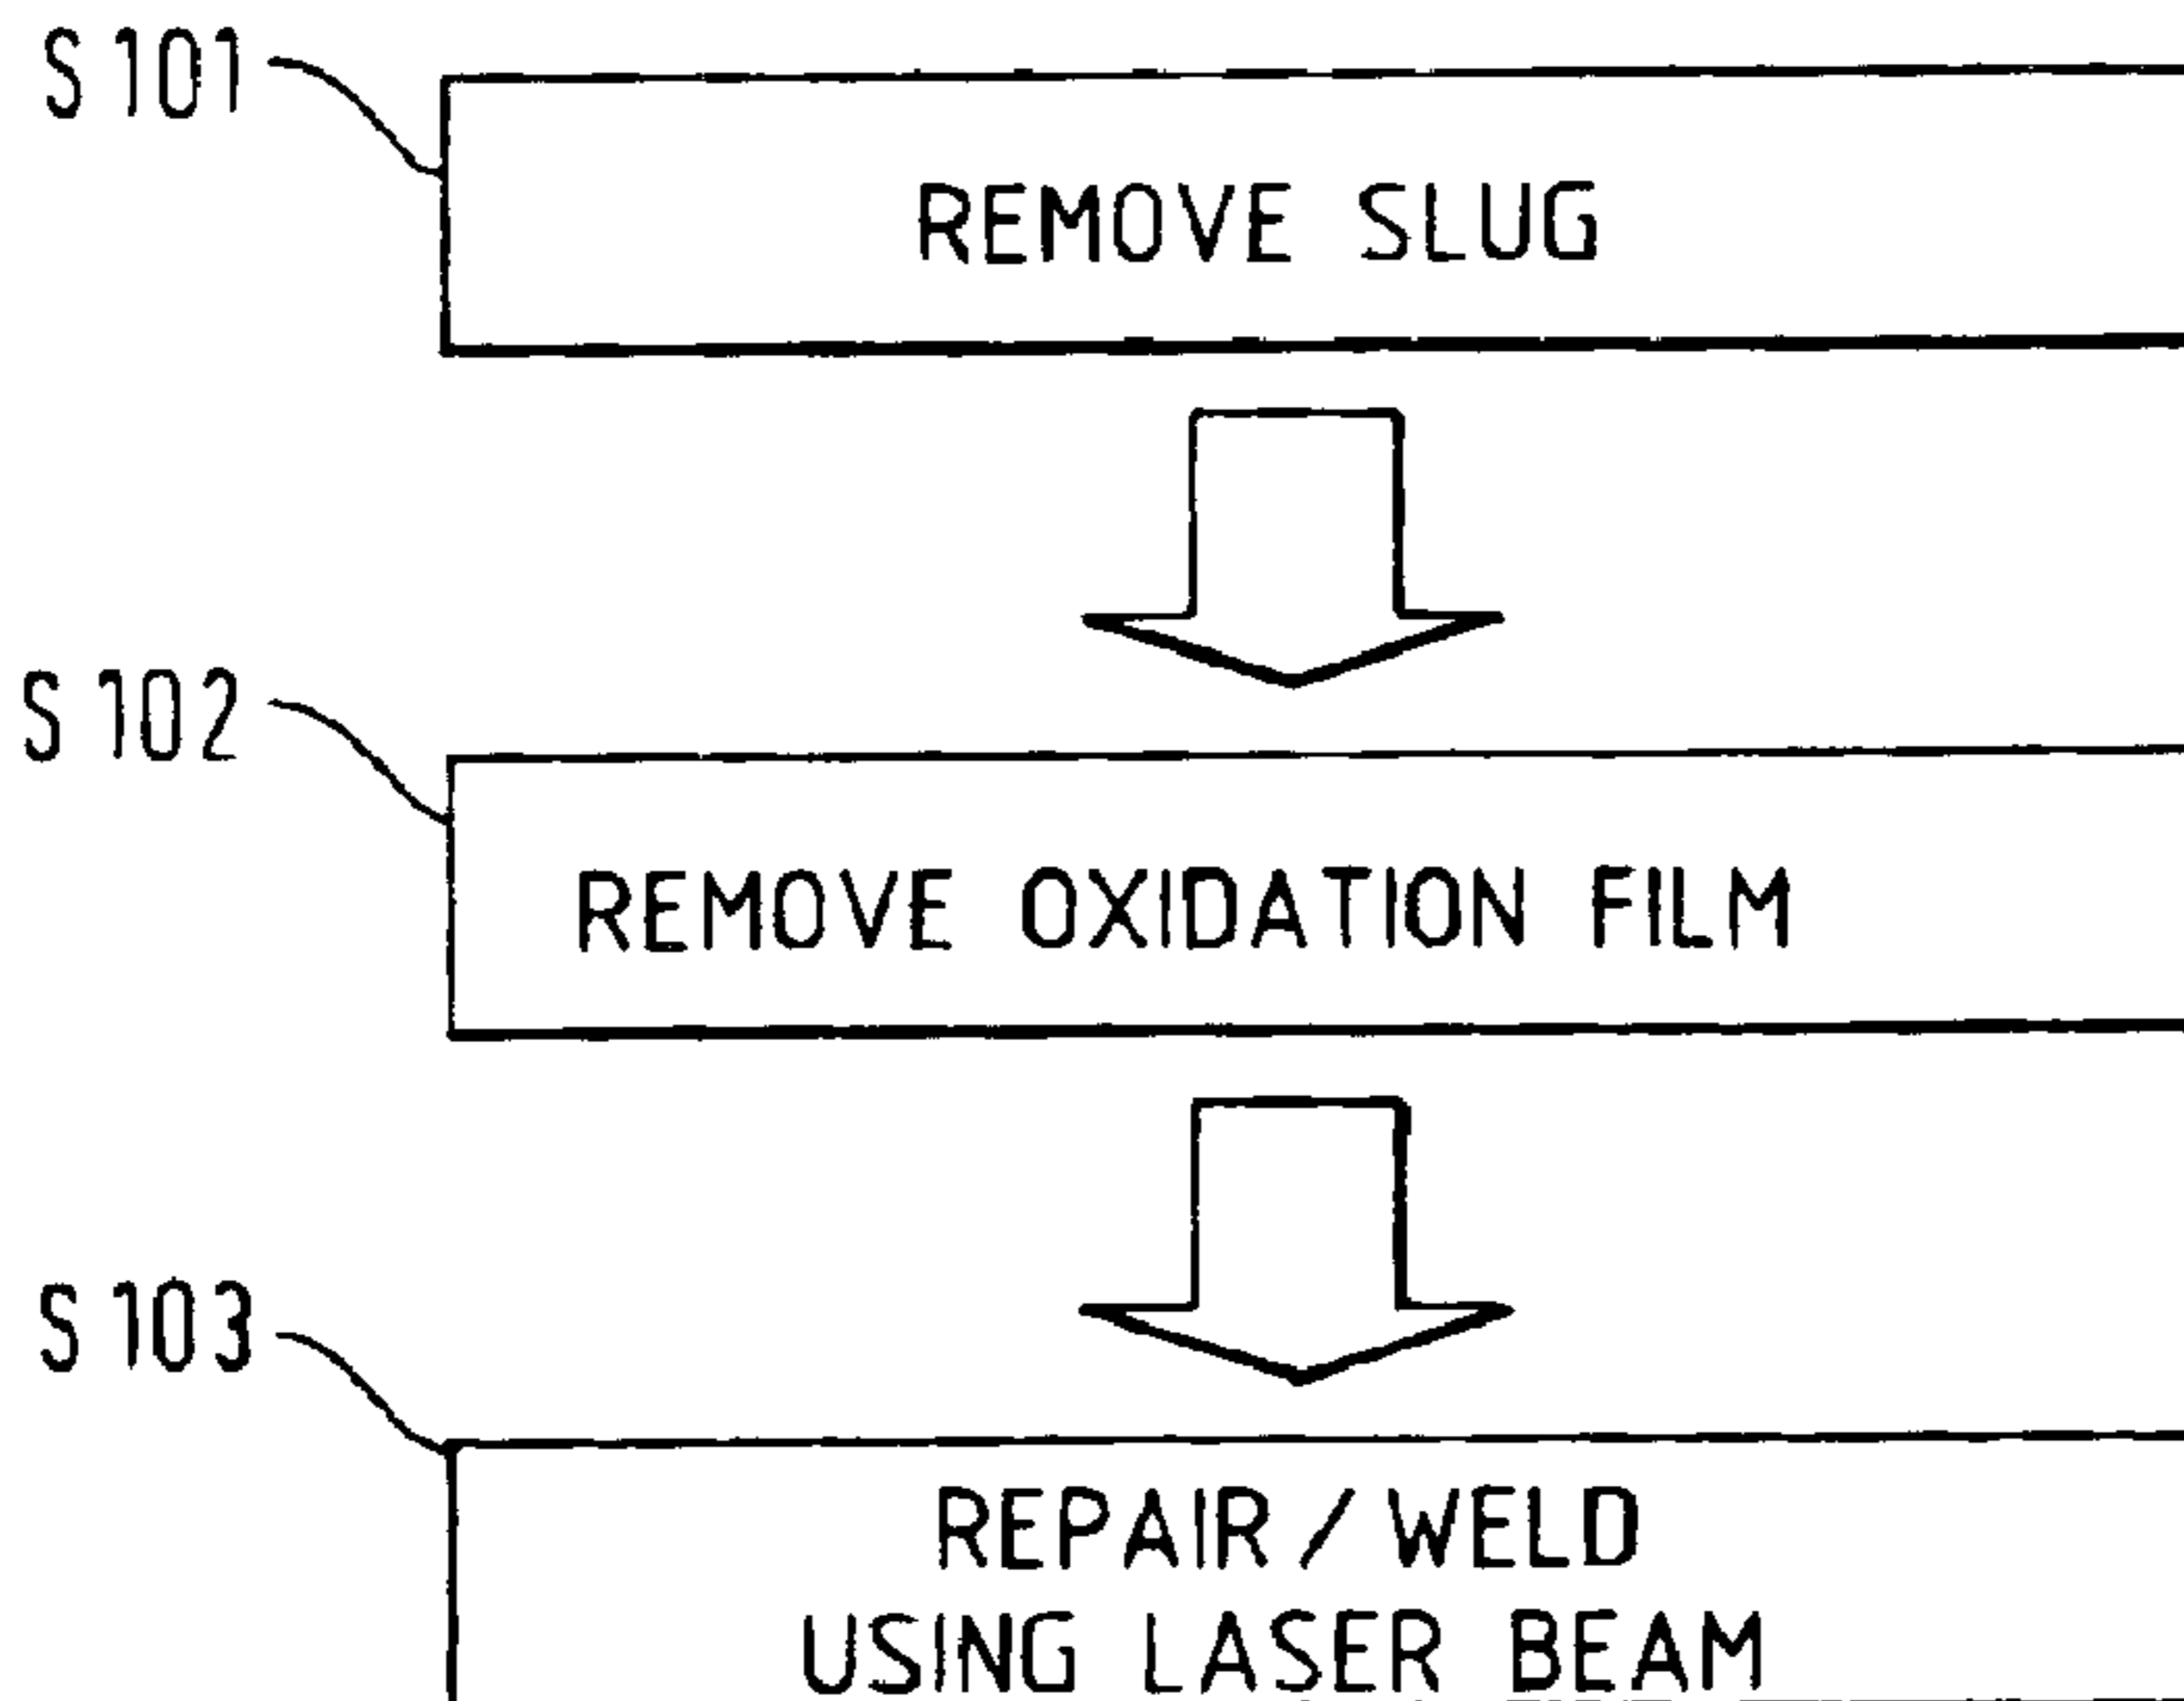 S101
REMOVE SLUG
S102
REMOVE OXIDATION FILM
S103
REPAIR/WELD
USING LASER BEAM